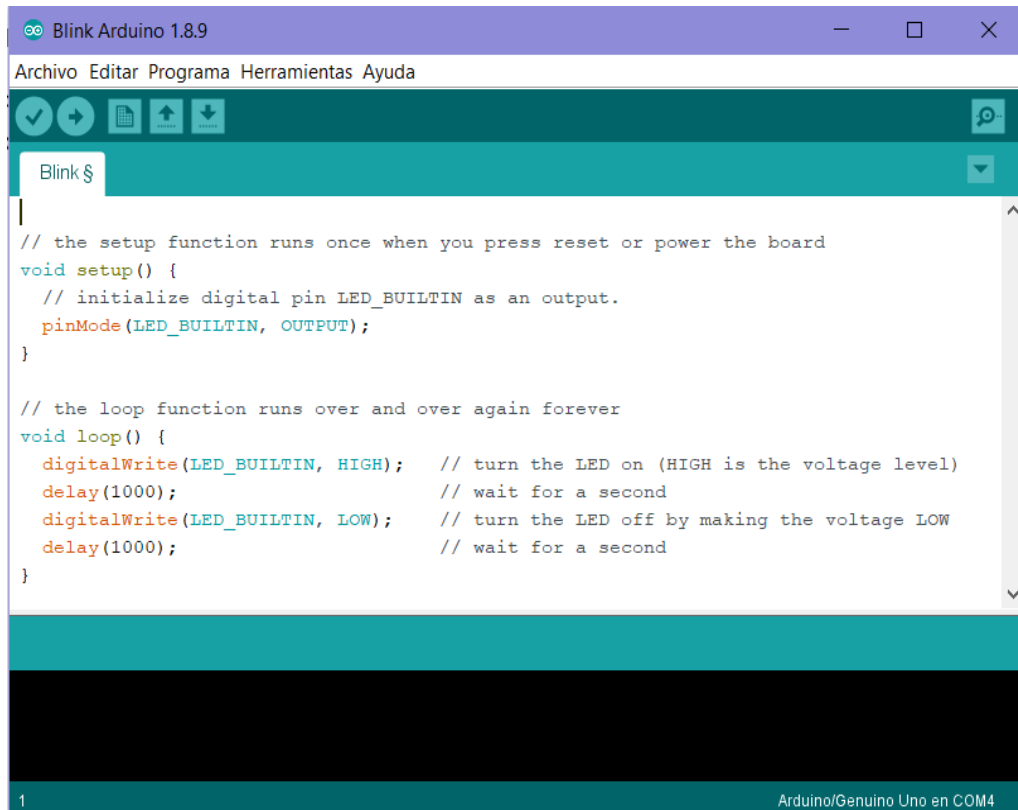 Blink Arduino 1.8.9
Archivo Editar Programa Herramientas Ayuda
Blink §
// the setup function runs once when you press reset or power the board
void setup() {
  // initialize digital pin LED_BUILTIN as an output.
  pinMode(LED_BUILTIN, OUTPUT);
}

// the loop function runs over and over again forever
void loop() {
  digitalWrite(LED_BUILTIN, HIGH);   // turn the LED on (HIGH is the voltage level)
  delay(1000);                       // wait for a second
  digitalWrite(LED_BUILTIN, LOW);    // turn the LED off by making the voltage LOW
  delay(1000);                       // wait for a second
}
1 Arduino/Genuino Uno en COM4